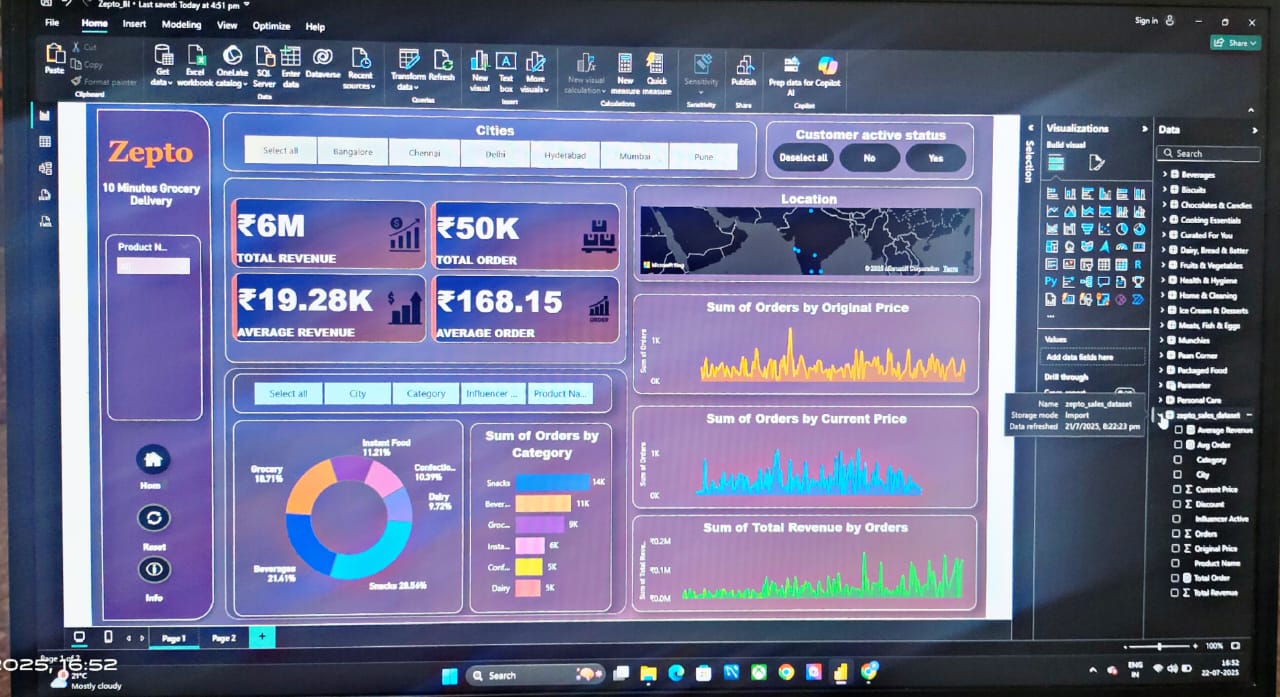 Zepto_BI • Last saved: Today at 4:51 pm
Sign in
File Home Insert Modeling View Optimize Help
Share
Paste
Cut
Copy
Format painter
Clipboard
Get data
Excel workbook
OneLake catalog
SQL Server
Enter data
Dataverse
Recent sources
Data
Transform data
Refresh
Queries
New visual
Text box
More visuals
Insert
New visual calculation
New measure
Quick measure
Calculations
Sensitivity
Sensitivity
Publish
Share
Prep data for AI
Copilot
Copilot
Zepto
10 Minutes Grocery
Delivery
Product N...
Hom
Reset
Info
Cities
Select all Bangalore Chennai Delhi Hyderabad Mumbai Pune
Customer active status
Deselect all No Yes
₹6M
TOTAL REVENUE
₹50K
TOTAL ORDER
₹19.28K
AVERAGE REVENUE
₹168.15
AVERAGE ORDER
ORDER
Location
Microsoft Bing
© 2025 Microsoft Corporation Terms
Select all City Category Influencer ... Product Na...
Instant Food
11.21%
Confectio...
10.39%
Dairy
9.72%
Snacks 28.56%
Beverages
21.41%
Grocery
18.71%
Sum of Orders by
Category
Snacks 14K
Bever... 11K
Groc... 9K
Insta... 6K
Conf... 5K
Dairy 5K
Sum of Orders by Original Price
Sum of Orders
1K
0K
Sum of Orders by Current Price
Sum of Orders
1K
0K
Sum of Total Revenue by Orders
Sum of Total Reve...
₹0.2M
₹0.1M
₹0.0M
Selection
Visualizations
Build visual
Values
Add data fields here
Drill through
Name zepto_sales_dataset
Storage mode Import
Data refreshed 21/7/2025, 8:22:23 pm
Data
Search
Beverages
Biscuits
Chocolates & Candies
Cooking Essentials
Curated For You
Dairy, Bread & Batter
Fruits & Vegetables
Health & Hygiene
Home & Cleaning
Ice Cream & Desserts
Meats, Fish & Eggs
Munchies
Paan Corner
Packaged Food
Parameter
Personal Care
zepto_sales_dataset
Average Revenue
Avg Order
Category
City
Current Price
Discount
Influencer Active
Orders
Original Price
Product Name
Total Order
Total Revenue
Page 1 Page 2
100%
2025, 16:52
21°C
Mostly cloudy
Search
ENG
IN
16:52
22-07-2025